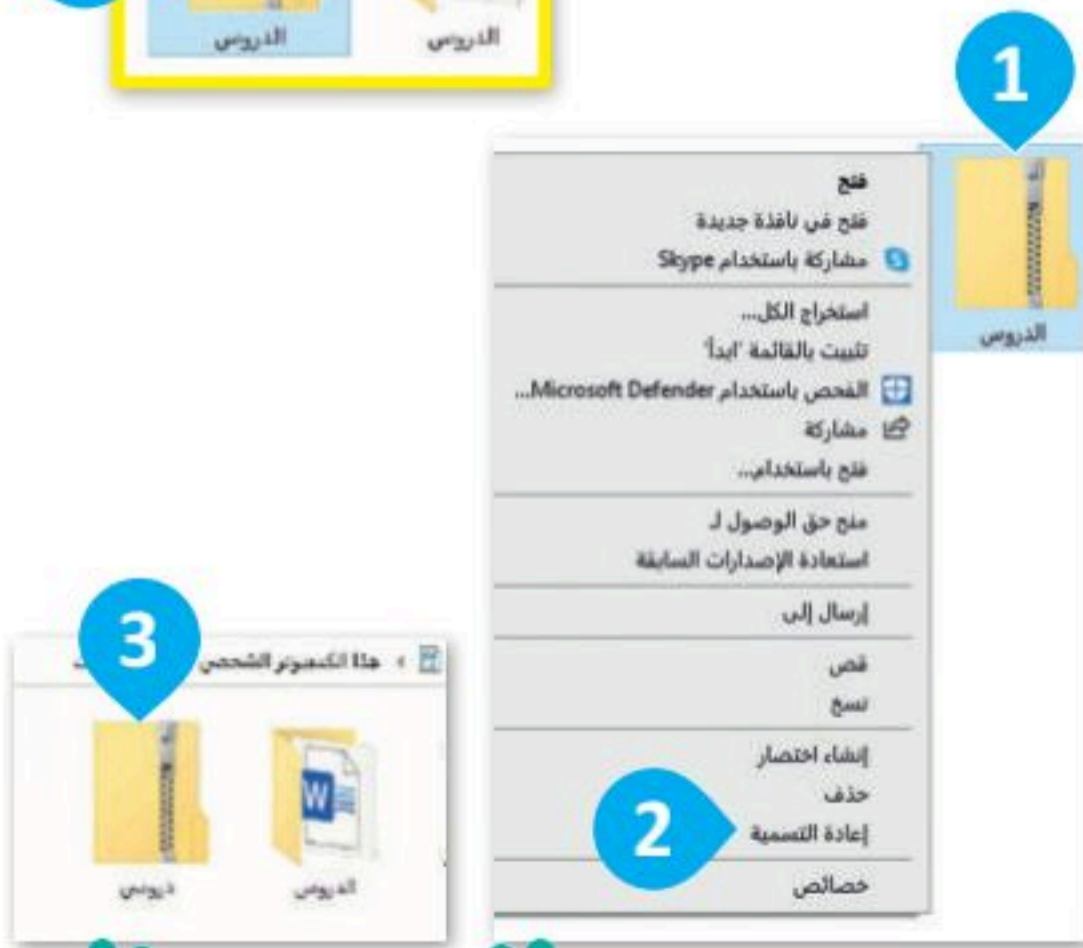 الدروس
الدروس
1
الدروس
فتح
فتح في نافذة جديدة
مشاركة باستخدام Skype
استخراج الكل...
تثبيت بالقائمة 'ابدأ'
الفحص باستخدام Microsoft Defender...
مشاركة
فتح باستخدام...
منح حق الوصول لـ
استعادة الإصدارات السابقة
إرسال إلى
قص
نسخ
إنشاء اختصار
حذف
2
إعادة التسمية
خصائص
3
هذا الكمبيوتر الشخصي
الدروس
دروسي